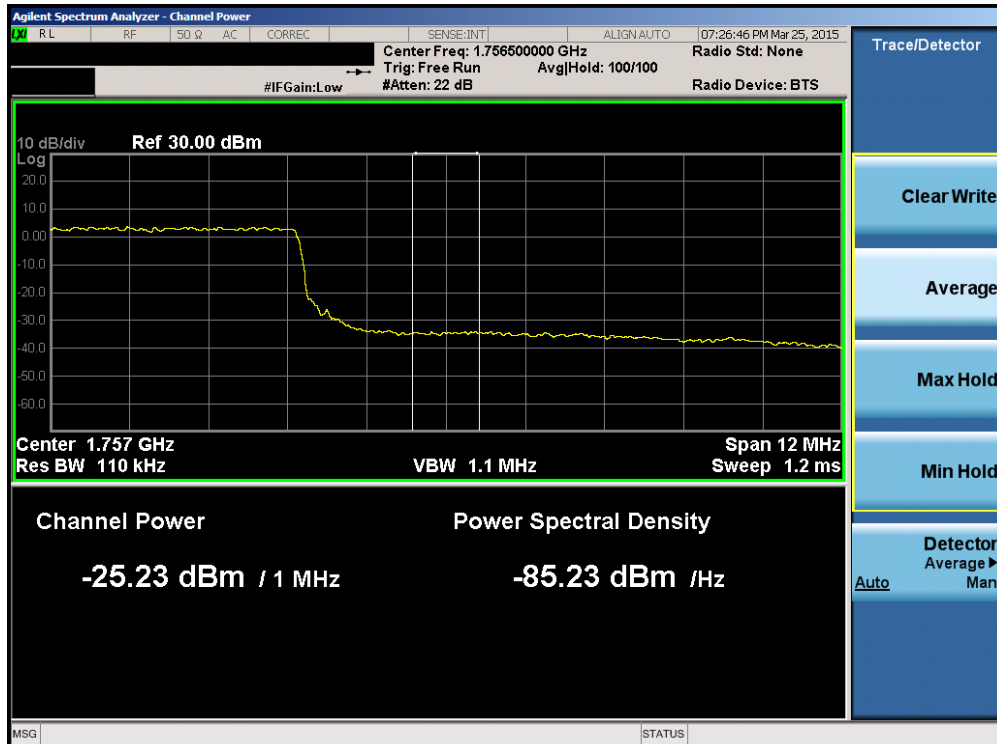 Agilent Spectrum Analyzer - Channel Power
LXI RL RF 50 Ω AC CORREC SENSE:INT ALIGN AUTO 07:26:46 PM Mar 25, 2015
Center Freq: 1.756500000 GHz Radio Std: None
Trig: Free Run Avg|Hold: 100/100
#IFGain:Low #Atten: 22 dB Radio Device: BTS
10 dB/div Ref 30.00 dBm
Log
20.0
10.0
0.00
-10.0
-20.0
-30.0
-40.0
-50.0
-60.0
Center 1.757 GHz Span 12 MHz
Res BW 110 kHz VBW 1.1 MHz Sweep 1.2 ms
Channel Power Power Spectral Density
-25.23 dBm / 1 MHz -85.23 dBm /Hz
MSG STATUS
Trace/Detector
Clear Write
Average
Max Hold
Min Hold
Detector
Average▶
Auto Man